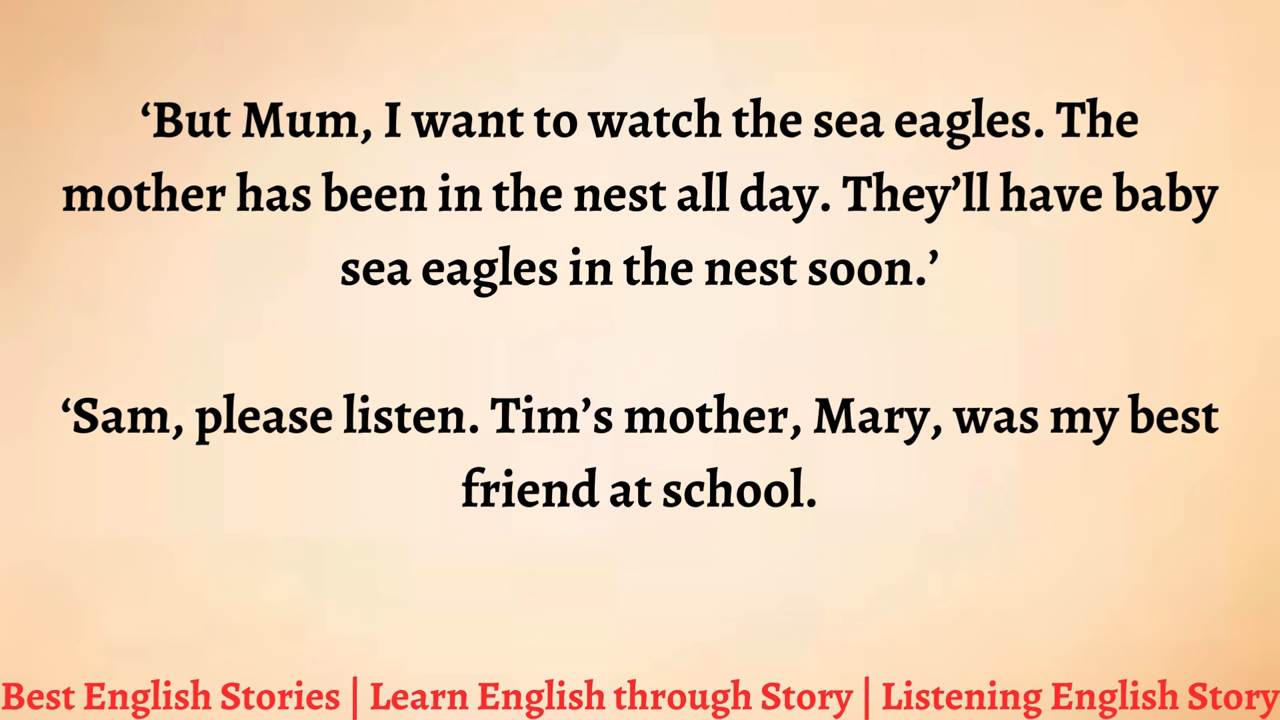 ‘But Mum, I want to watch the sea eagles. The
mother has been in the nest all day. They’ll have baby
sea eagles in the nest soon.’
‘Sam, please listen. Tim’s mother, Mary, was my best
friend at school.
Best English Stories | Learn English through Story | Listening English Story